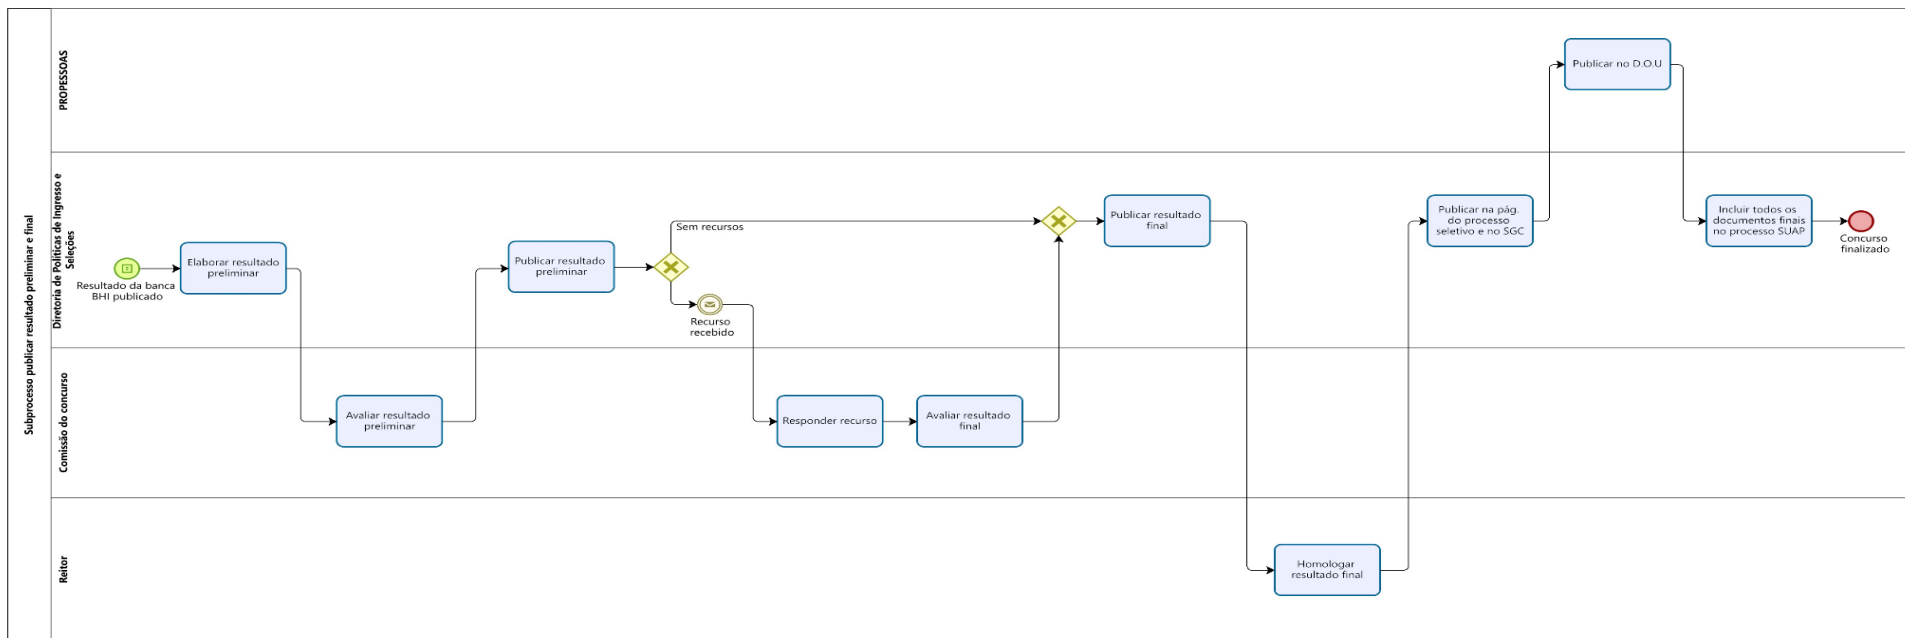 Subprocesso publicar resultado preliminar e final
PROPESSOAS
Publicar no D.O.U
Diretoria de Políticas de Ingresso e
Seleções
Resultado da banca
BHI publicado
Elaborar resultado
preliminar
Publicar resultado
preliminar
Sem recursos
Recurso
recebido
Publicar resultado
final
Publicar na pág.
do processo
seletivo e no SGC
Incluir todos os
documentos finais
no processo SUAP
Concurso
finalizado
Comissão do concurso
Avaliar resultado
preliminar
Responder recurso
Avaliar resultado
final
Reitor
Homologar
resultado final